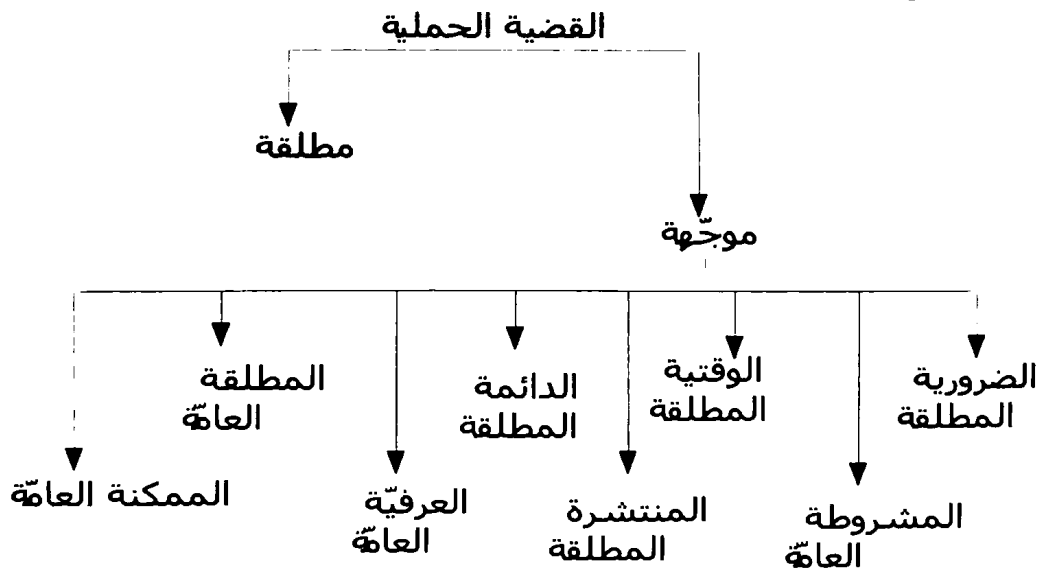 القضية الحملية
مطلقة
موجّهة
الضرورية
المطلقة
المشروطة
العامّة
الوقتية
المطلقة
المنتشرة
المطلقة
الدائمة
المطلقة
العرفيّة
العامّة
المطلقة
العامّة
الممكنة العامّة